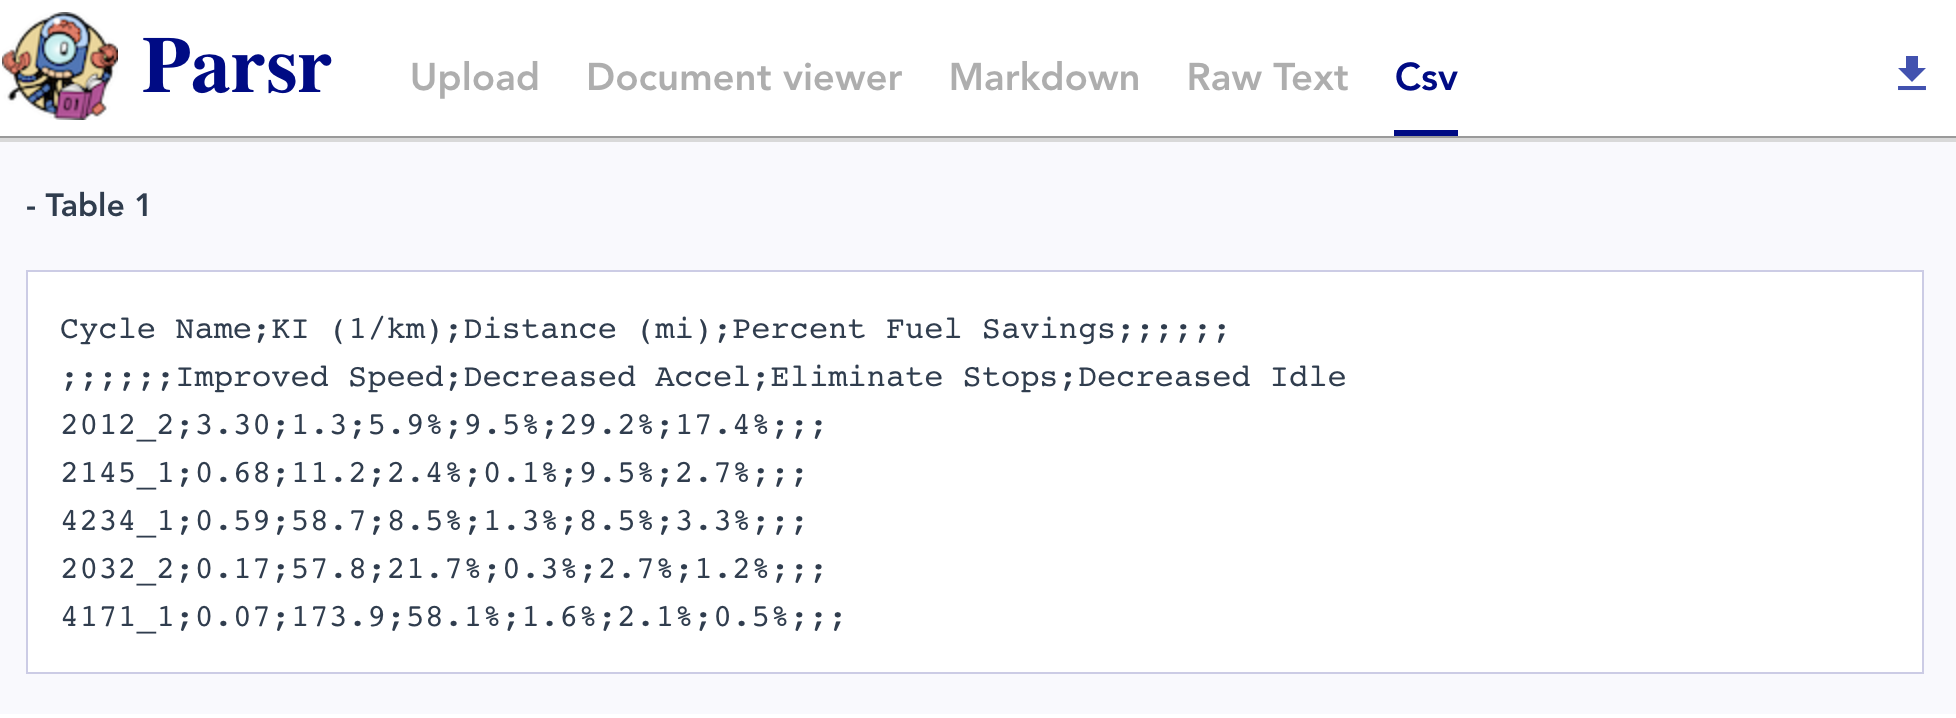 Parsr Upload Document viewer Markdown Raw Text Csv
- Table 1
Cycle Name;KI (1/km);Distance (mi);Percent Fuel Savings;;;;;;
;;;;;;Improved Speed;Decreased Accel;Eliminate Stops;Decreased Idle
2012_2;3.30;1.3;5.9%;9.5%;29.2%;17.4%;;;
2145_1;0.68;11.2;2.4%;0.1%;9.5%;2.7%;;;
4234_1;0.59;58.7;8.5%;1.3%;8.5%;3.3%;;;
2032_2;0.17;57.8;21.7%;0.3%;2.7%;1.2%;;;
4171_1;0.07;173.9;58.1%;1.6%;2.1%;0.5%;;;